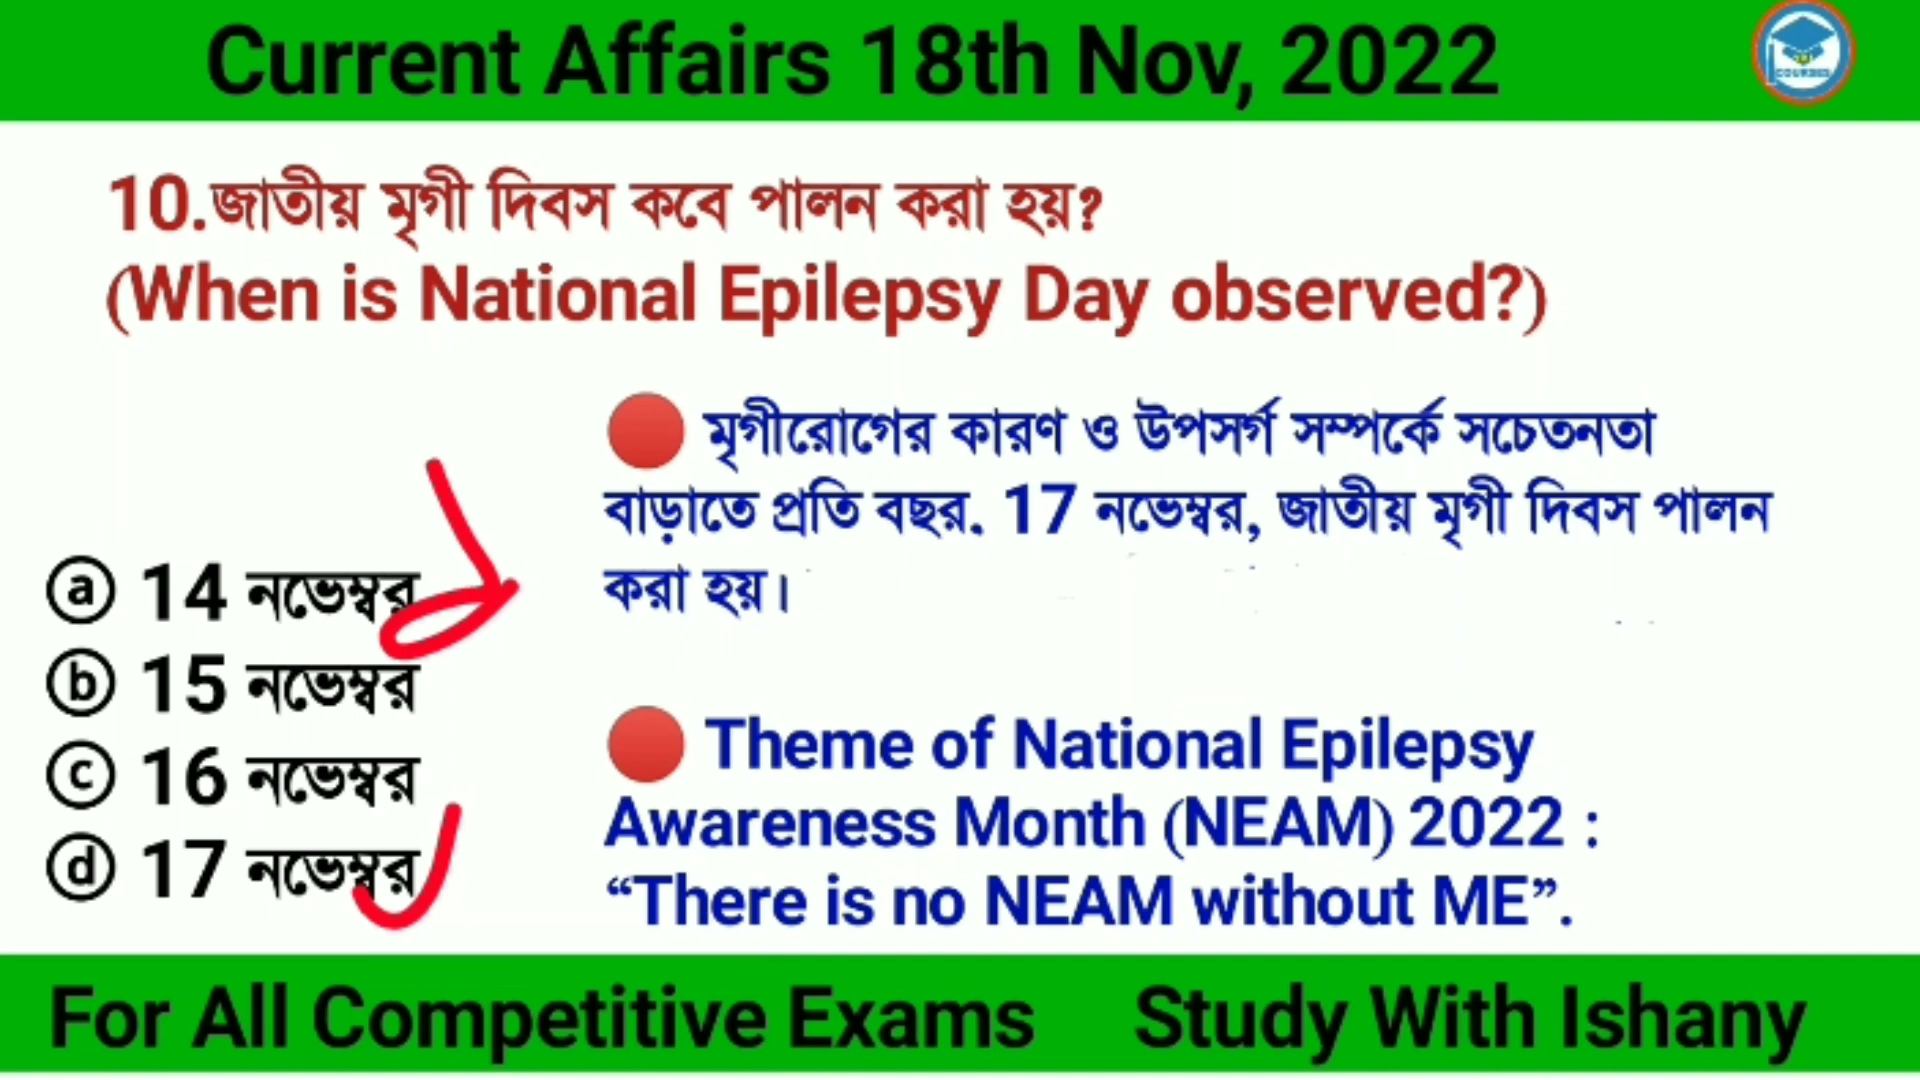 Current Affairs 18th Nov, 2022
COURSES
10.জাতীয় মৃগী দিবস কবে পালন করা হয়?
(When is National Epilepsy Day observed?)
ⓐ 14 নভেম্বর
ⓑ 15 নভেম্বর
ⓒ 16 নভেম্বর
ⓓ 17 নভেম্বর
🔴 মৃগীরোগের কারণ ও উপসর্গ সম্পর্কে সচেতনতা
বাড়াতে প্রতি বছর. 17 নভেম্বর, জাতীয় মৃগী দিবস পালন
করা হয়।
🔴 Theme of National Epilepsy
Awareness Month (NEAM) 2022 :
“There is no NEAM without ME”.
For All Competitive Exams Study With Ishany